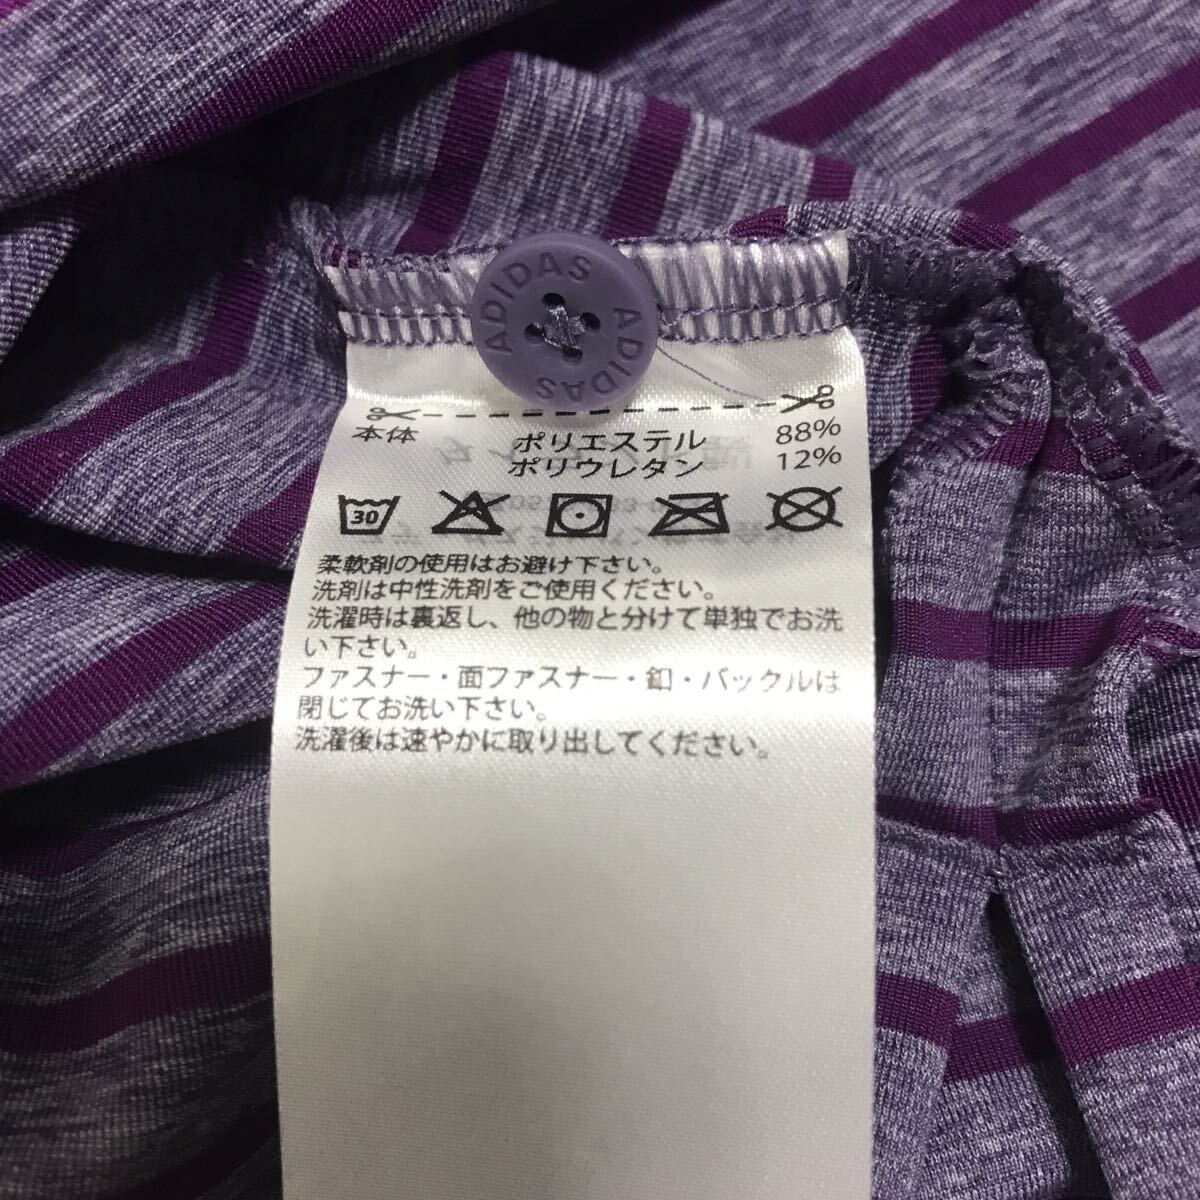 ADIDAS ADIDAS
本体 ポリエステル 88%
ポリウレタン 12%
30
柔軟剤の使用はお避け下さい。
洗剤は中性洗剤をご使用ください。
洗濯時は裏返し、他の物と分けて単独でお洗
い下さい。
ファスナー・面ファスナー・釦・バックルは
閉じてお洗い下さい。
洗濯後は速やかに取り出してください。